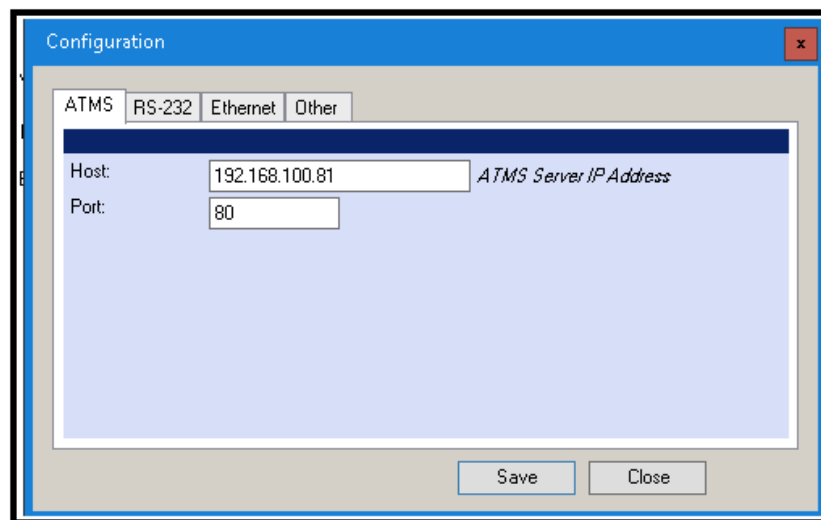 Configuration
x
ATMS RS-232 Ethernet Other
Host: 192.168.100.81 ATMS Server IP Address
Port: 80
Save Close